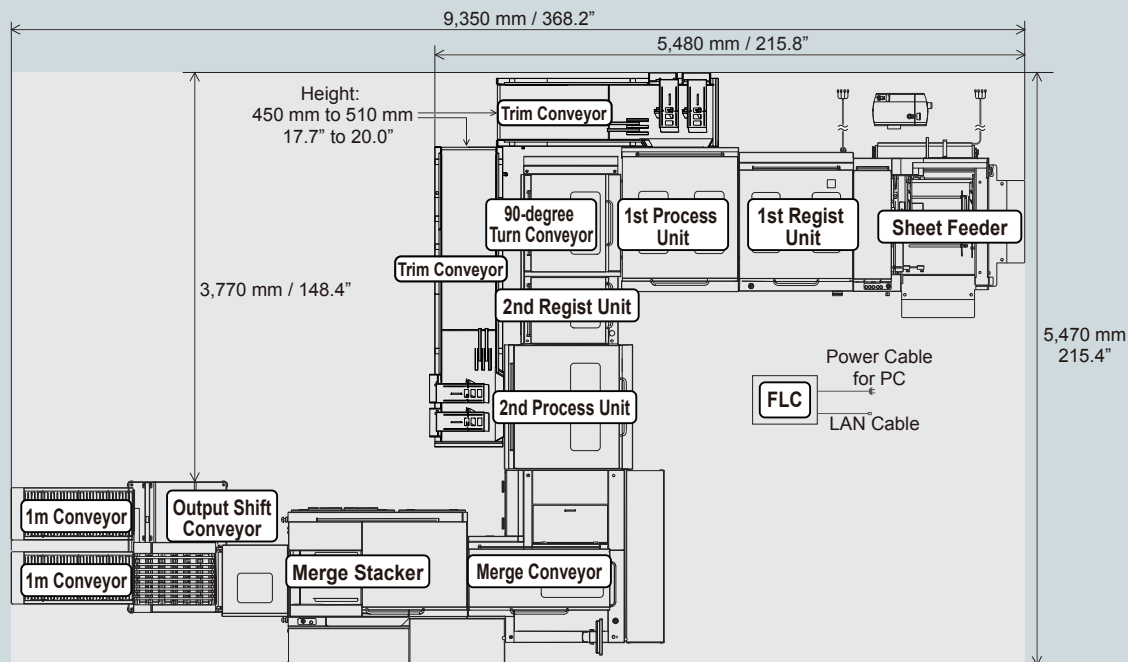 9,350 mm / 368.2”
5,480 mm / 215.8”
Height:
450 mm to 510 mm
17.7” to 20.0”
Trim Conveyor
90-degree
Turn Conveyor
1st Process
Unit
1st Regist
Unit
Sheet Feeder
Trim Conveyor
3,770 mm / 148.4”
2nd Regist Unit
5,470 mm
215.4”
Power Cable
for PC
FLC
LAN Cable
2nd Process Unit
1m Conveyor
Output Shift
Conveyor
1m Conveyor
Merge Stacker
Merge Conveyor